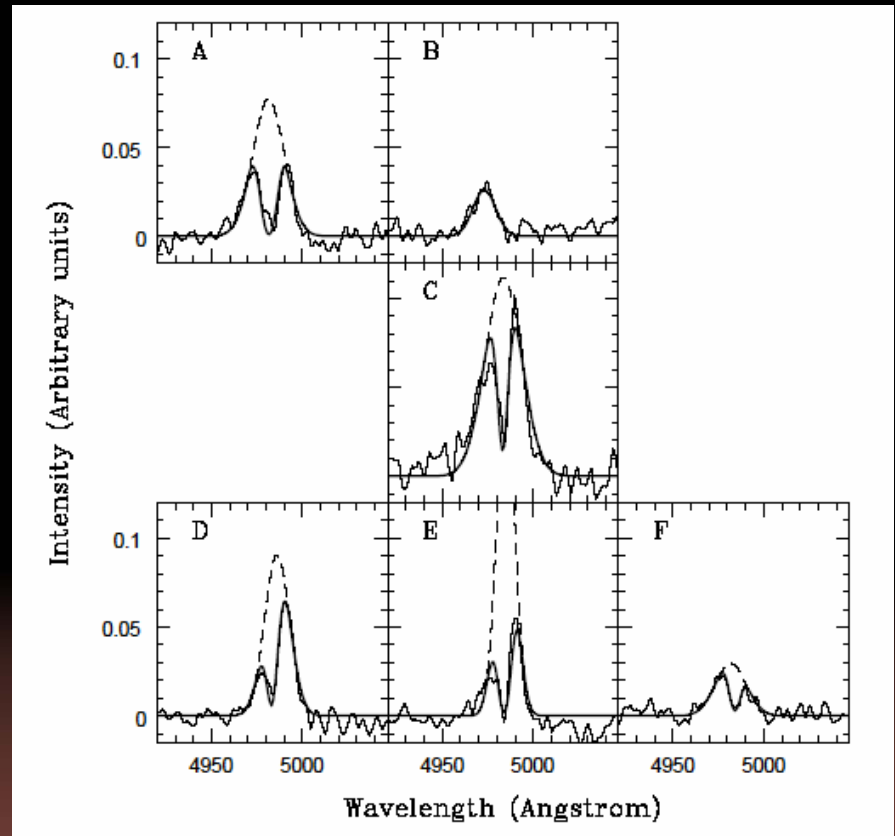 A B
0.1
0.05
0
C
Intensity (Arbitrary units)
D E F
0.1
0.05
0
4950 5000 4950 5000 4950 5000
Wavelength (Angstrom)